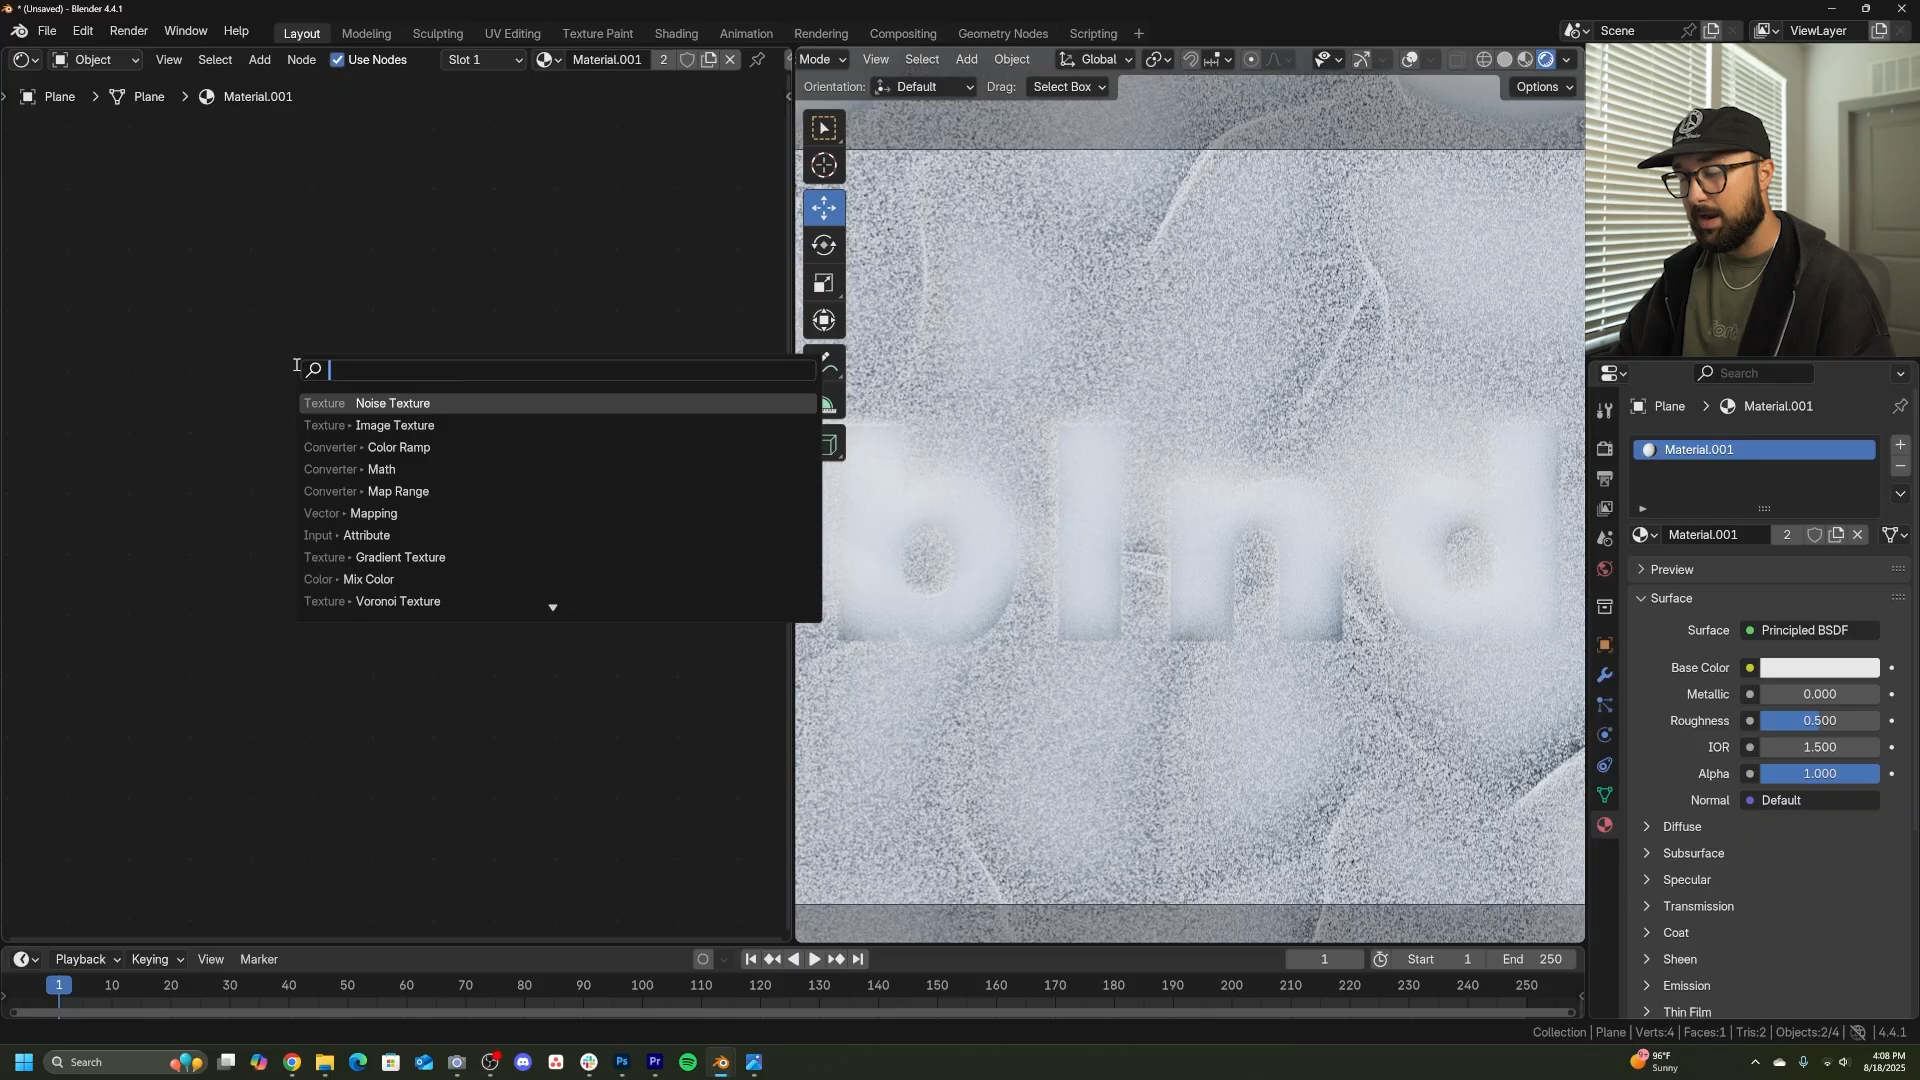 * (Unsaved) - Blender 4.4.1
File Edit Render Window Help Layout Modeling Sculpting UV Editing Texture Paint Shading Animation Rendering Compositing Geometry Nodes Scripting + Scene ViewLayer
Object View Select Add Node Use Nodes Slot 1 Material.001 2 Mode View Select Add Object Global
Plane Plane Material.001 Orientation: Default Drag: Select Box Options
Search
Texture Noise Texture
Texture ▸ Image Texture
Converter ▸ Color Ramp
Converter ▸ Math
Converter ▸ Map Range
Vector ▸ Mapping
Input ▸ Attribute
Texture ▸ Gradient Texture
Color ▸ Mix Color
Texture ▸ Voronoi Texture
blnd
Plane Material.001
Material.001
Material.001 2
Preview
Surface
Surface Principled BSDF
Base Color
Metallic 0.000
Roughness 0.500
IOR 1.500
Alpha 1.000
Normal Default
Diffuse
Subsurface
Specular
Transmission
Coat
Sheen
Emission
Thin Film
Playback Keying View Marker 1 Start 1 End 250
1 10 20 30 40 50 60 70 80 90 100 110 120 130 140 150 160 170 180 190 200 210 220 230 240 250
Collection | Plane | Verts:4 | Faces:1 | Tris:2 | Objects:2/4 | 4.4.1
Search Ps Pr 9+ 96°F 4:08 PM
Sunny 8/18/2025